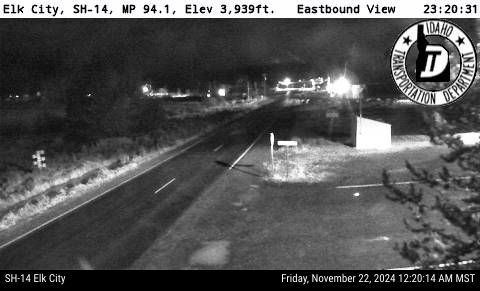 Elk City, SH-14, MP 94.1, Elev 3,939ft. Eastbound View 23:20:31
IDAHO
TRANSPORTATION DEPARTMENT
SH-14 Elk City Friday, November 22, 2024 12:20:14 AM MST